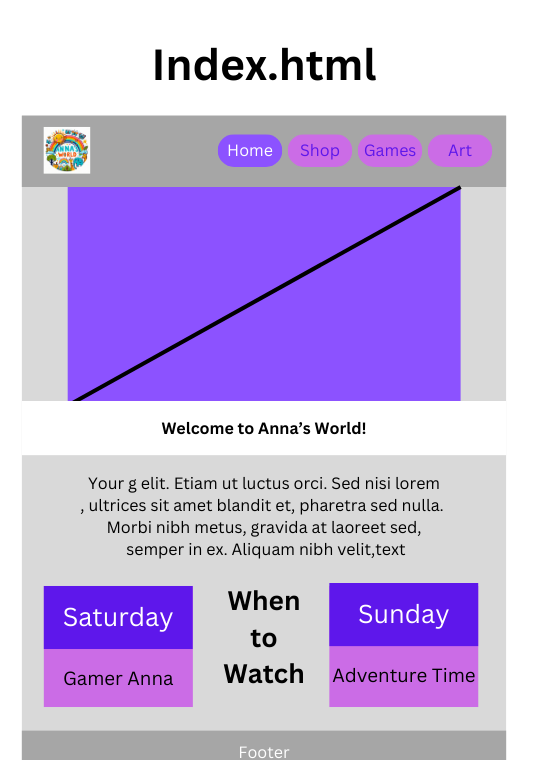 Index.html
ANNA'S
WORLD
Home Shop Games Art
Welcome to Anna's World!
Your g elit. Etiam ut luctus orci. Sed nisi lorem
, ultrices sit amet blandit et, pharetra sed nulla.
Morbi nibh metus, gravida at laoreet sed,
semper in ex. Aliquam nibh velit,text
Saturday
Gamer Anna
When
to
Watch
Sunday
Adventure Time
Footer